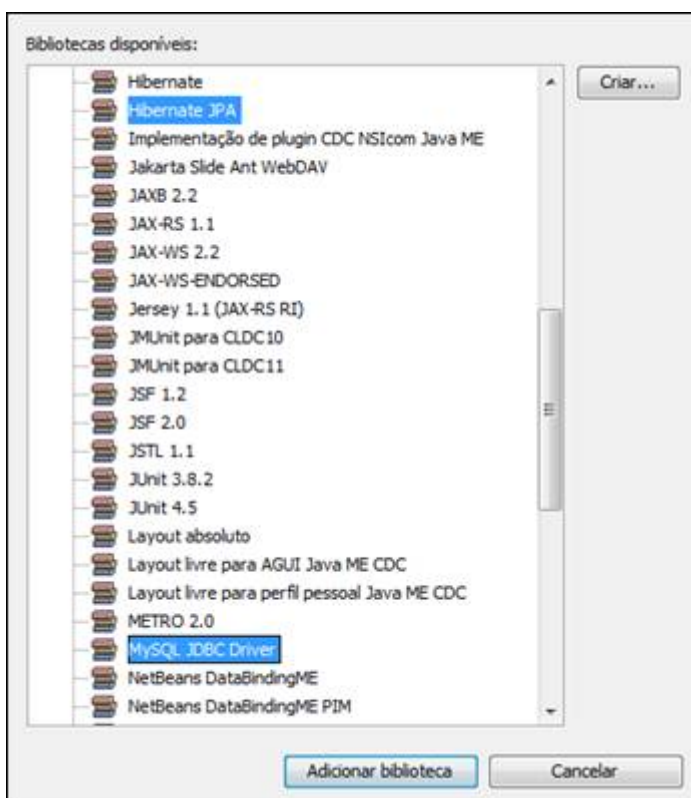 Bibliotecas disponíveis:
Hibernate
Criar...
Hibernate JPA
Implementação de plugin CDC NSIcom Java ME
Jakarta Slide Ant WebDAV
JAXB 2.2
JAX-RS 1.1
JAX-WS 2.2
JAX-WS-ENDORSED
Jersey 1.1 (JAX-RS RI)
JMUnit para CLDC10
JMUnit para CLDC11
JSF 1.2
JSF 2.0
JSTL 1.1
JUnit 3.8.2
JUnit 4.5
Layout absoluto
Layout livre para AGUI Java ME CDC
Layout livre para perfil pessoal Java ME CDC
METRO 2.0
MySQL JDBC Driver
NetBeans DataBindingME
NetBeans DataBindingME PIM
Adicionar biblioteca Cancelar